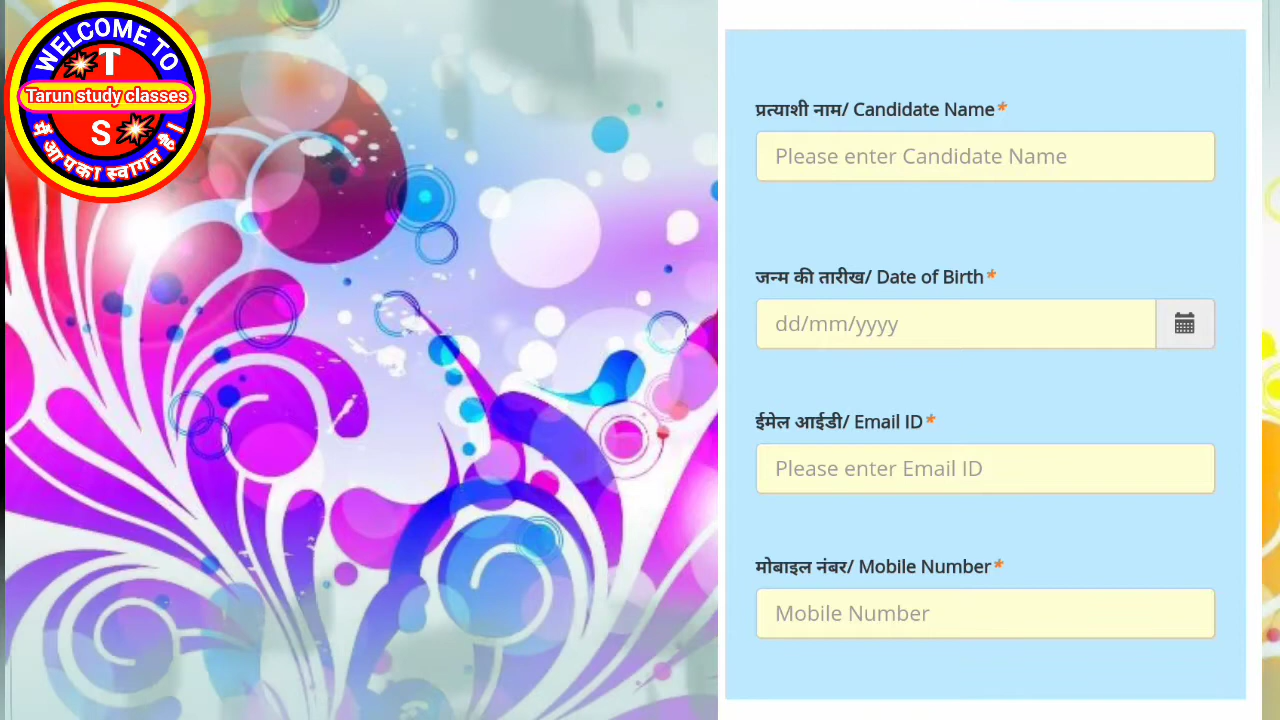 WELCOME TO
T
Tarun study classes
S
में आपका स्वागत है।
प्रत्याशी नाम/ Candidate Name*
Please enter Candidate Name
जन्म की तारीख/ Date of Birth*
dd/mm/yyyy
ईमेल आईडी/ Email ID*
Please enter Email ID
मोबाइल नंबर/ Mobile Number*
Mobile Number